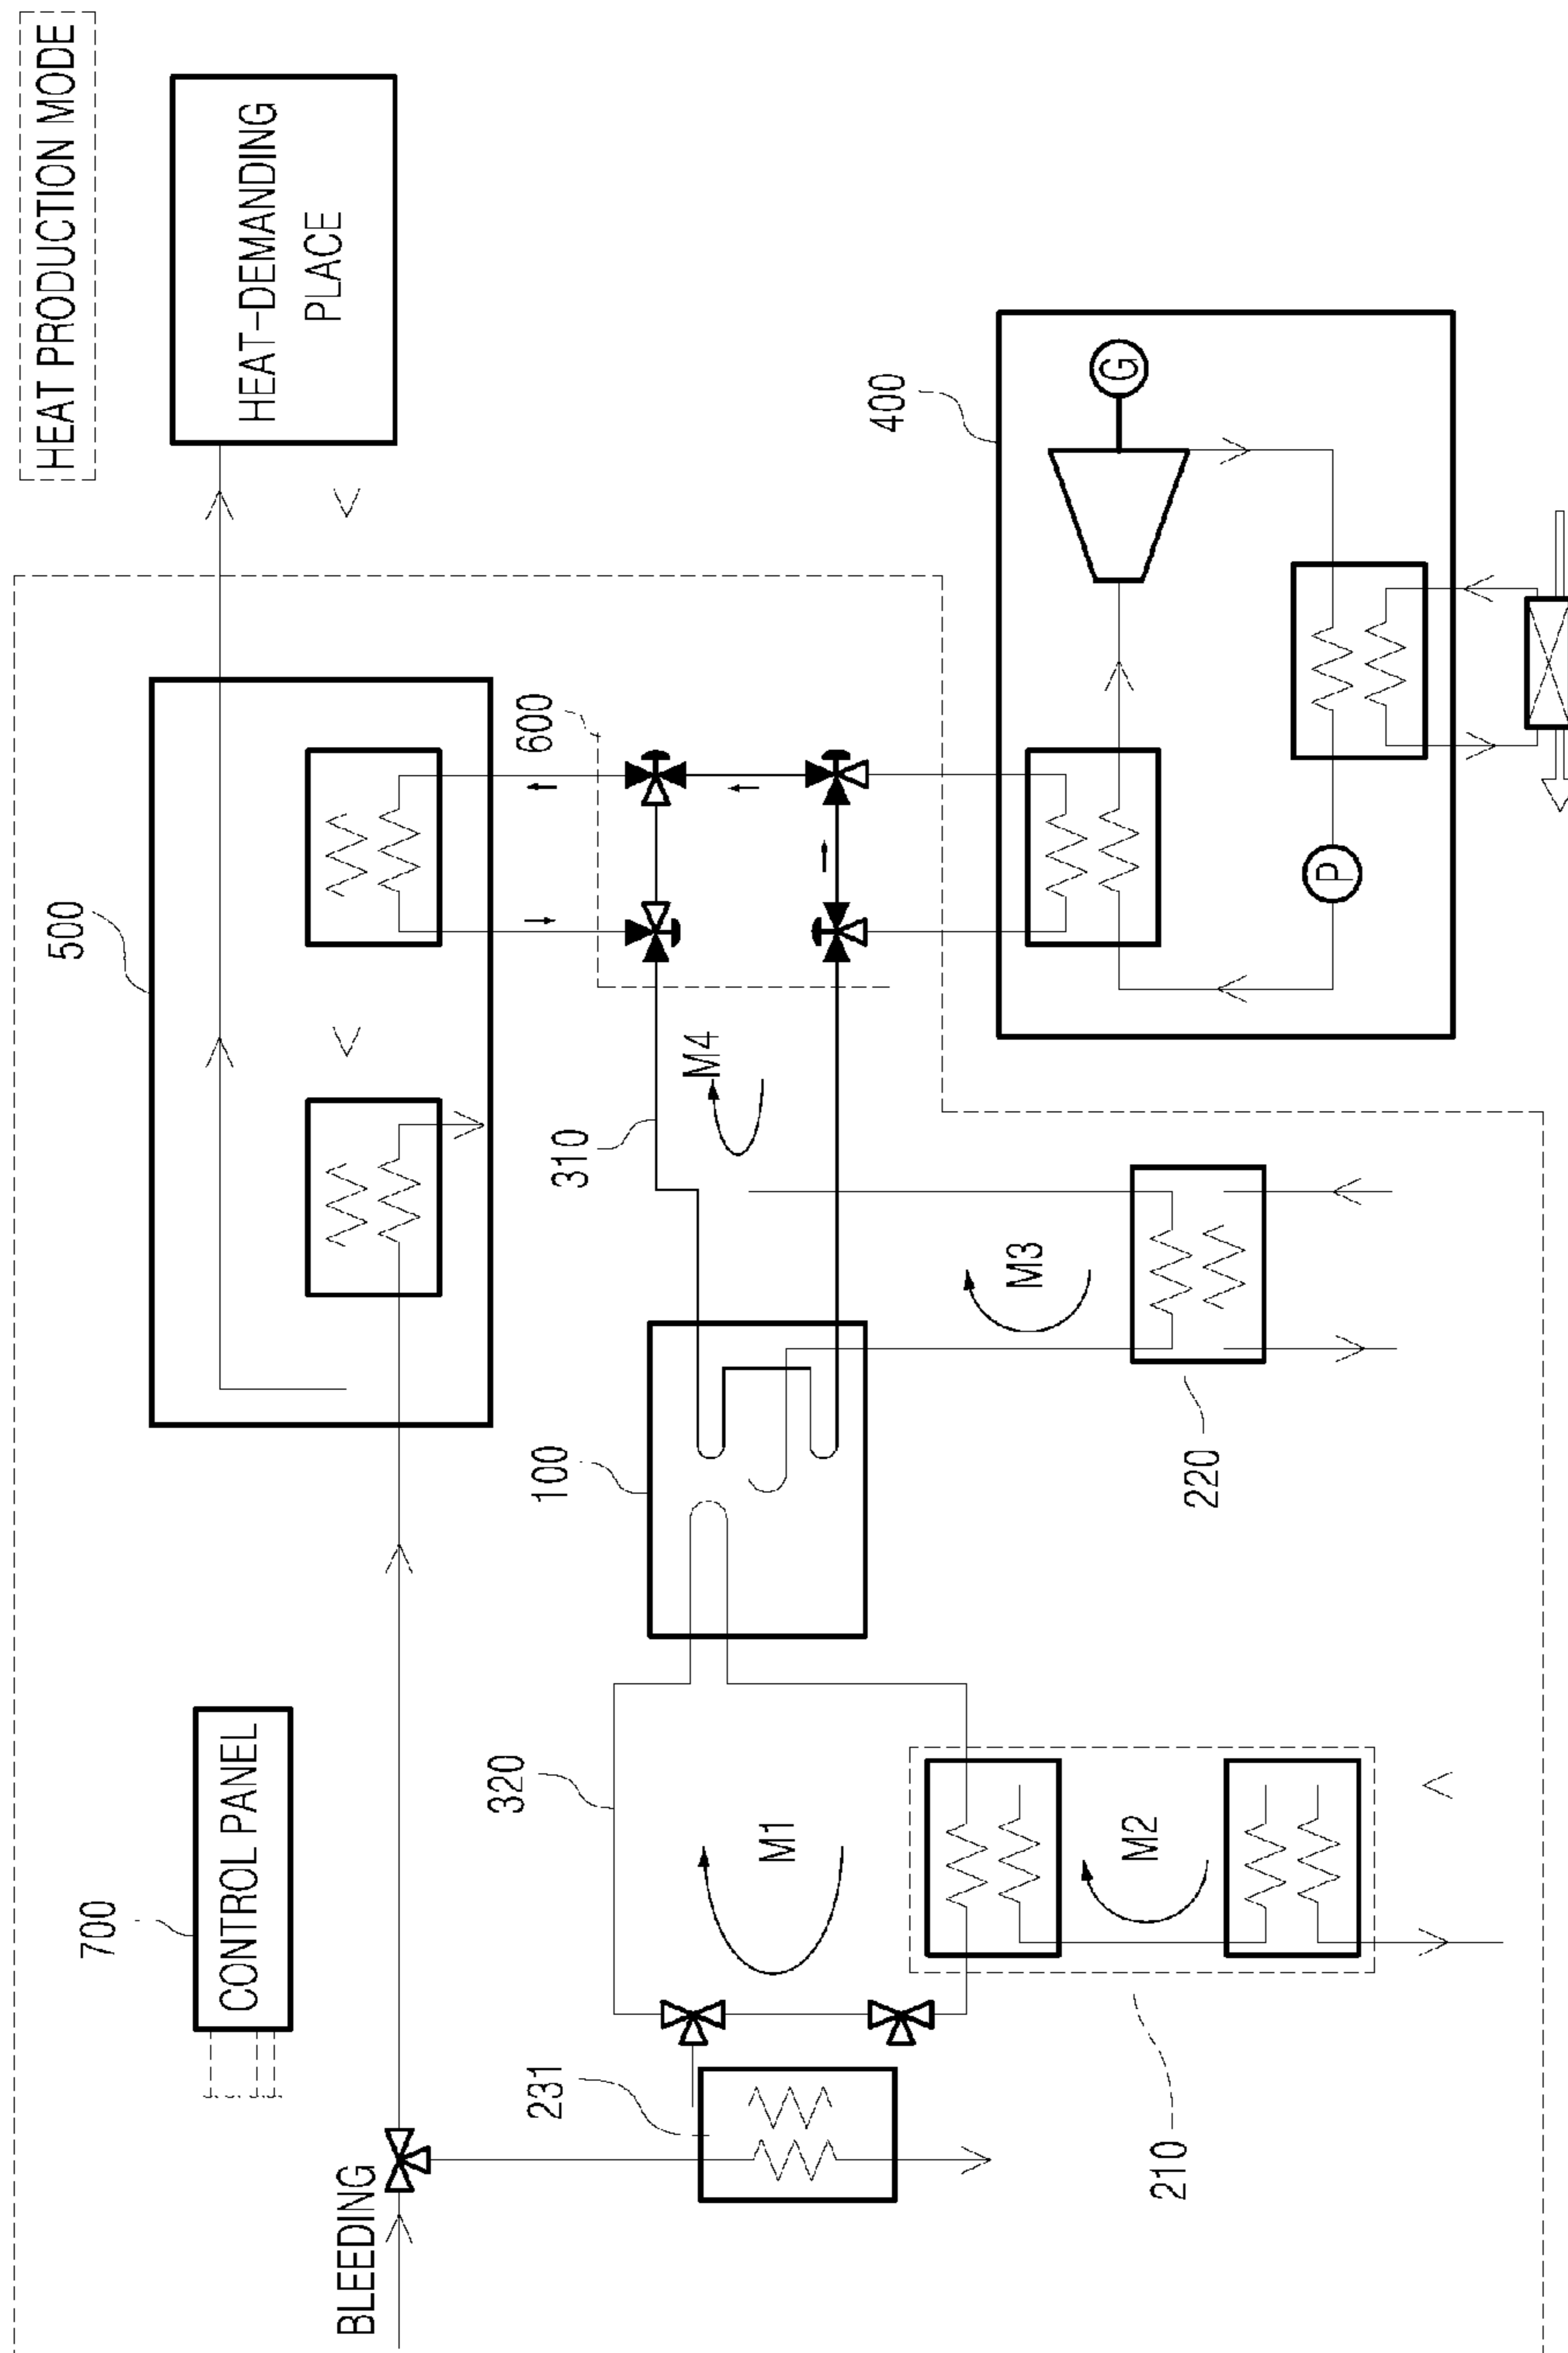 HEAT PRODUCTION MODE
HEAT-DEMANDING
PLACE
500
600
400
G
P
310
M4
M3
100
220
700
CONTROL PANEL
320
M1
M2
231
210
BLEEDING